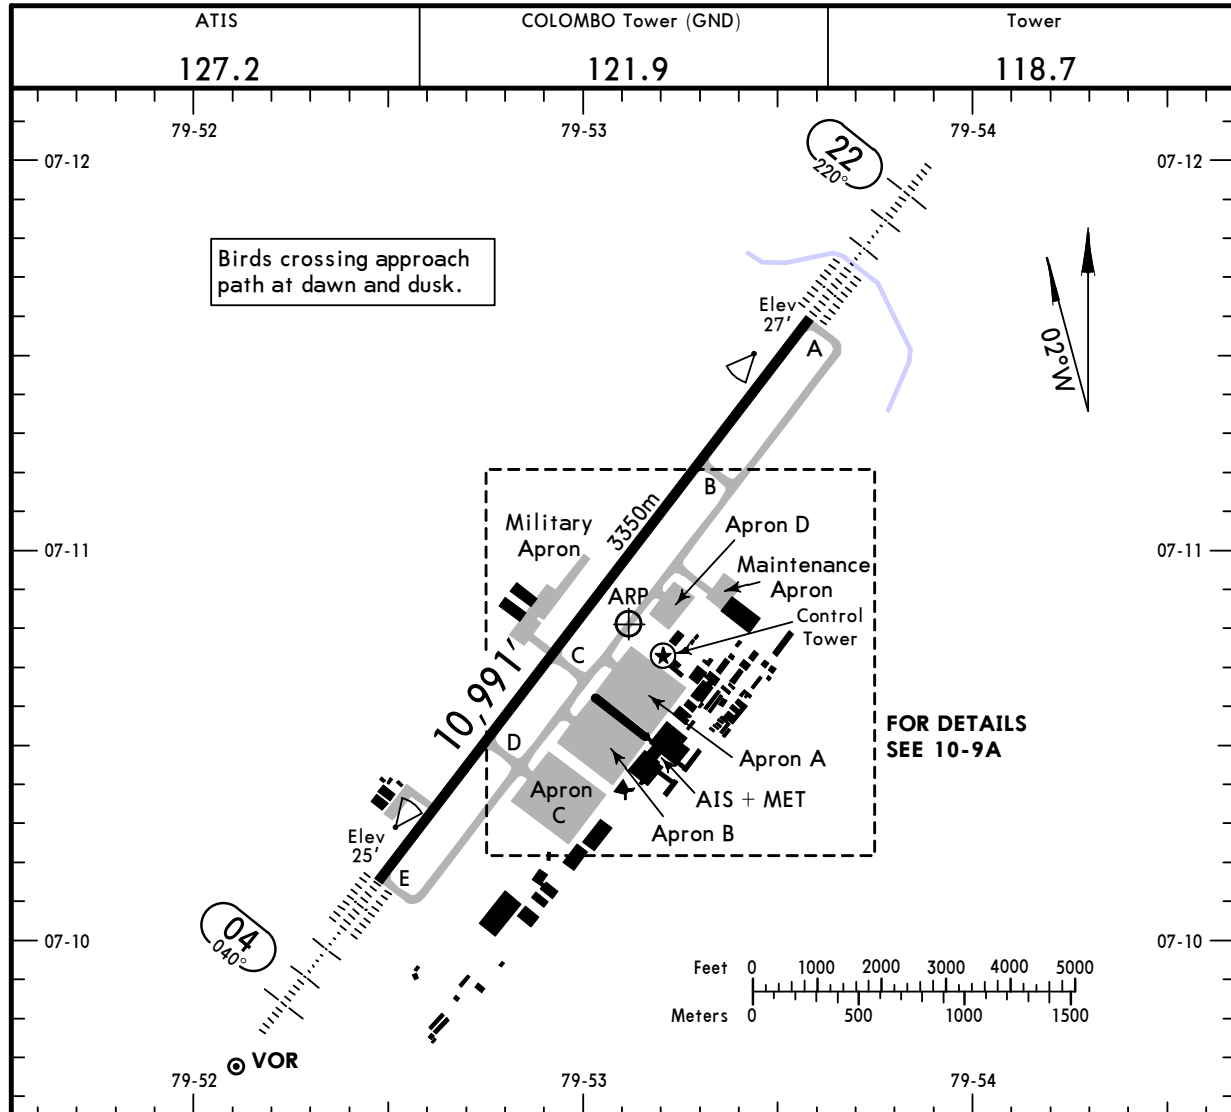 ATIS
COLOMBO Tower (GND)
Tower
127.2
121.9
118.7
79-52
79-53
79-54
07-12
07-12
22
220°
Birds crossing approach
path at dawn and dusk.
Elev
27'
A
02°W
B
3350m
Military
Apron
Apron D
07-11
07-11
Maintenance
Apron
ARP
Control
Tower
C
10,991'
D
FOR DETAILS
SEE 10-9A
Apron A
Apron
C
AIS + MET
Apron B
Elev
25'
E
04
040°
07-10
07-10
Feet 0 1000 2000 3000 4000 5000
Meters 0 500 1000 1500
VOR
79-52
79-53
79-54